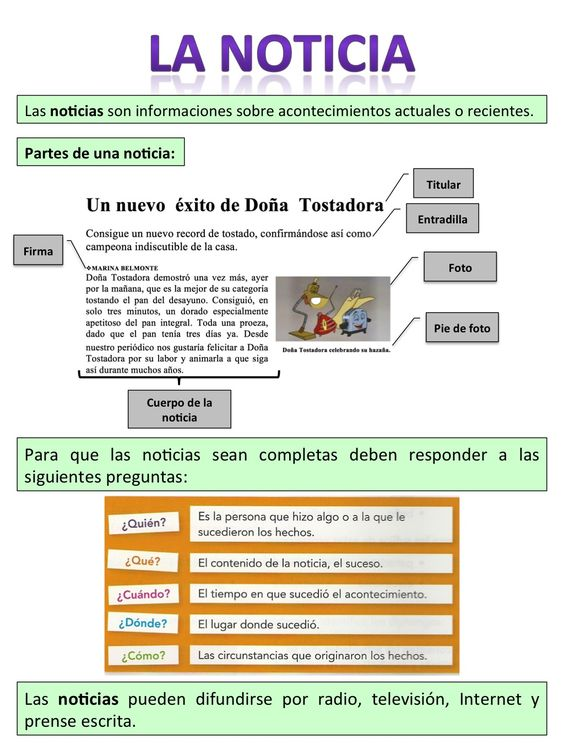 LA NOTICIA
Las noticias son informaciones sobre acontecimientos actuales o recientes.
Partes de una noticia:
Titular
Un nuevo éxito de Doña Tostadora
Entradilla
Consigue un nuevo record de tostado, confirmándose así como
campeona indiscutible de la casa.
Firma
MARINA BELMONTE
Foto
Doña Tostadora demostró una vez más, ayer
por la mañana, que es la mejor de su categoría
tostando el pan del desayuno. Consiguió, en
solo tres minutos, un dorado especialmente
apetitoso del pan integral. Toda una proeza,
dado que el pan tenía tres días ya. Desde
nuestro periódico nos gustaría felicitar a Doña
Tostadora por su labor y animarla a que siga
así durante muchos años.
Pie de foto
Doña Tostadora celebrando su hazaña.
Cuerpo de la
noticia
Para que las noticias sean completas deben responder a las
siguientes preguntas:
¿Quién?
Es la persona que hizo algo o a la que le
sucedieron los hechos.
¿Qué?
El contenido de la noticia, el suceso.
¿Cuándo?
El tiempo en que sucedió el acontecimiento.
¿Dónde?
El lugar donde sucedió.
¿Cómo?
Las circunstancias que originaron los hechos.
Las noticias pueden difundirse por radio, televisión, Internet y
prense escrita.